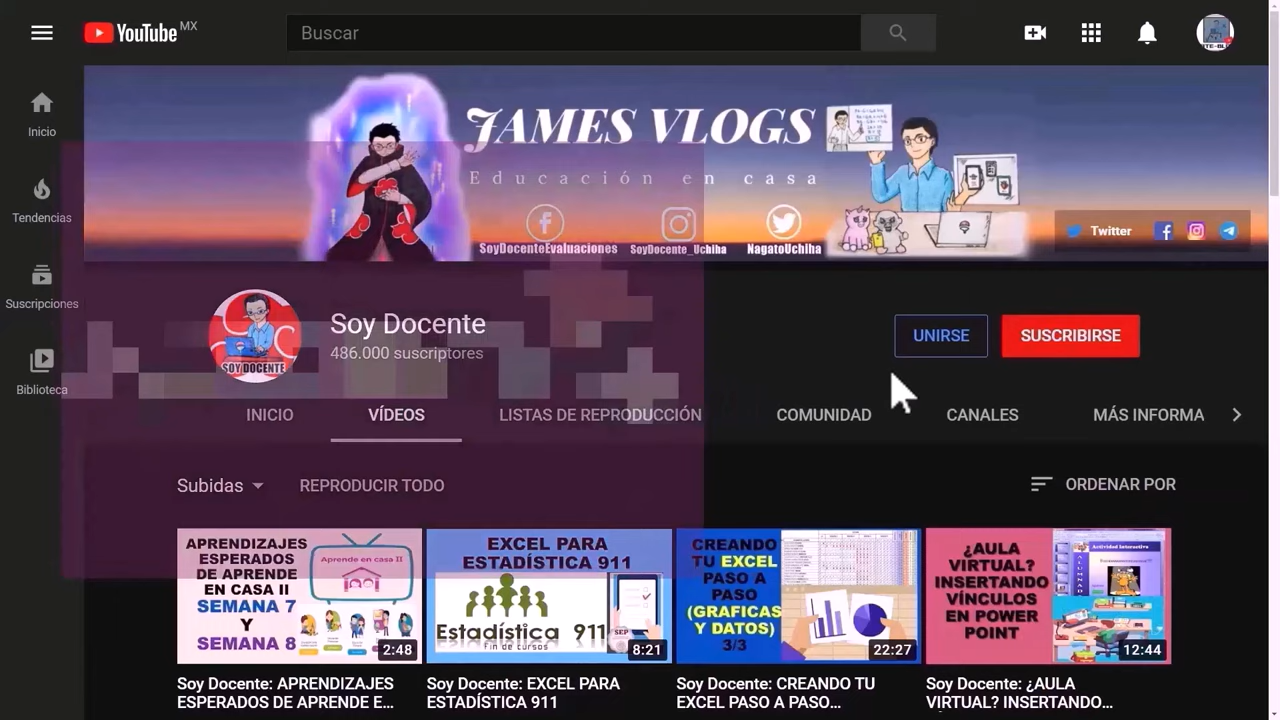 YouTube MX
Buscar
Inicio
Tendencias
Suscripciones
Biblioteca
JAMES VLOGS
Educación en casa
SoyDocenteEvaluaciones
SoyDocente_Uchiha
NagatoUchiha
Twitter
SOY DOCENTE
Soy Docente
486.000 suscriptores
UNIRSE
SUSCRIBIRSE
INICIO
VÍDEOS
LISTAS DE REPRODUCCIÓN
COMUNIDAD
CANALES
MÁS INFORMA
Subidas
REPRODUCIR TODO
ORDENAR POR
APRENDIZAJES
ESPERADOS
DE APRENDE
EN CASA II
SEMANA 7
Y
SEMANA 8
Aprende en casa II
2:48
EXCEL PARA
ESTADÍSTICA 911
Estadística 911
fin de cursos
SEP
8:21
CREANDO
TU EXCEL
PASO A
PASO
(GRAFICAS
Y DATOS)
3/3
22:27
¿AULA
VIRTUAL?
INSERTANDO
VÍNCULOS
EN POWER
POINT
Actividad Interactiva
12:44
Soy Docente: APRENDIZAJES
ESPERADOS DE APRENDE E...
Soy Docente: EXCEL PARA
ESTADÍSTICA 911
Soy Docente: CREANDO TU
EXCEL PASO A PASO...
Soy Docente: ¿AULA
VIRTUAL? INSERTANDO...